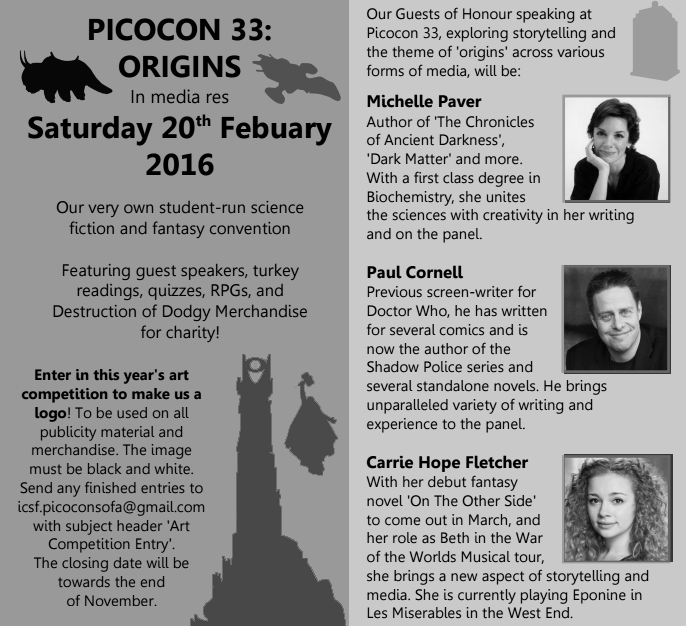 PICOCON 33:
ORIGINS
In media res
Saturday 20th Febuary
2016
Our very own student-run science
fiction and fantasy convention
Featuring guest speakers, turkey
readings, quizzes, RPGs, and
Destruction of Dodgy Merchandise
for charity!
Enter in this year's art
competition to make us a
logo! To be used on all
publicity material and
merchandise. The image
must be black and white.
Send any finished entries to
icsf.picoconsofa@gmail.com
with subject header 'Art
Competition Entry'.
The closing date will be
towards the end
of November.
Our Guests of Honour speaking at
Picocon 33, exploring storytelling and
the theme of 'origins' across various
forms of media, will be:
Michelle Paver
Author of 'The Chronicles
of Ancient Darkness',
'Dark Matter' and more.
With a first class degree in
Biochemistry, she unites
the sciences with creativity in her writing
and on the panel.
Paul Cornell
Previous screen-writer for
Doctor Who, he has written
for several comics and is
now the author of the
Shadow Police series and
several standalone novels. He brings
unparalleled variety of writing and
experience to the panel.
Carrie Hope Fletcher
With her debut fantasy
novel 'On The Other Side'
to come out in March, and
her role as Beth in the War
of the Worlds Musical tour,
she brings a new aspect of storytelling and
media. She is currently playing Eponine in
Les Miserables in the West End.